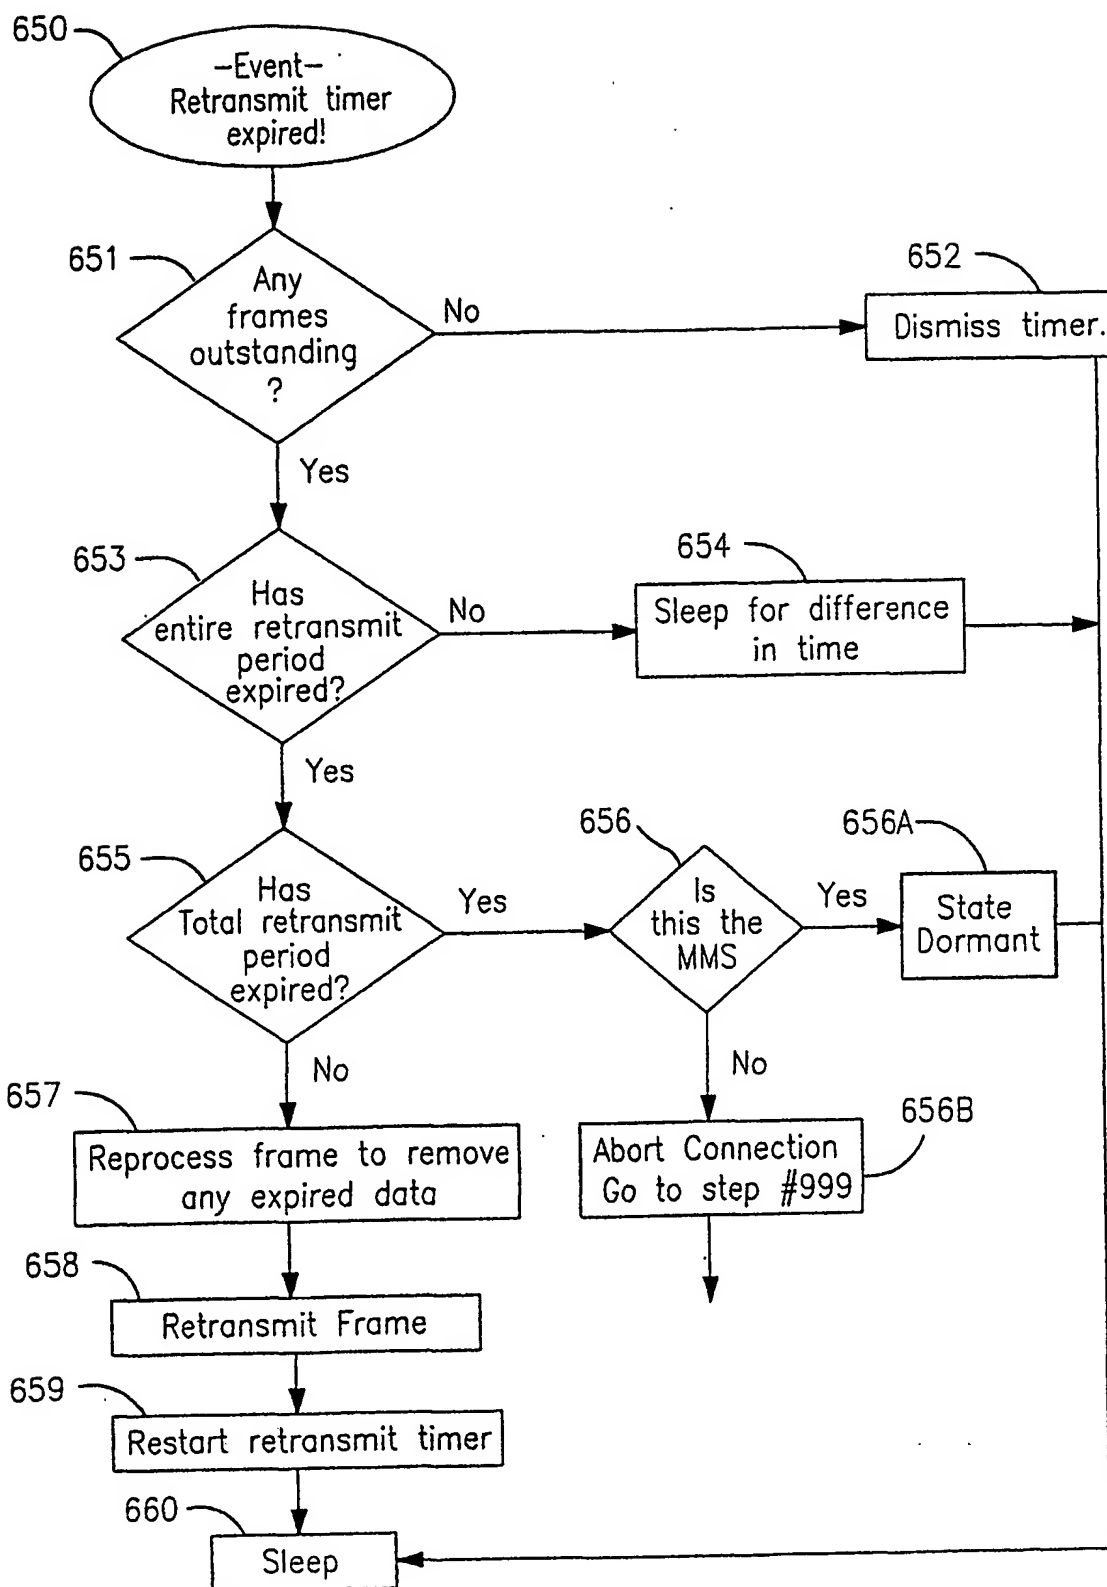 650
–Event–
Retransmit timer
expired!
651
Any
frames
outstanding
?
No
652
Dismiss timer.
Yes
653
Has
entire retransmit
period
expired?
No
654
Sleep for difference
in time
Yes
655
Has
Total retransmit
period
expired?
Yes
656
Is
this the
MMS
Yes
656A
State
Dormant
No
No
656B
Abort Connection
Go to step #999
657
Reprocess frame to remove
any expired data
658
Retransmit Frame
659
Restart retransmit timer
660
Sleep